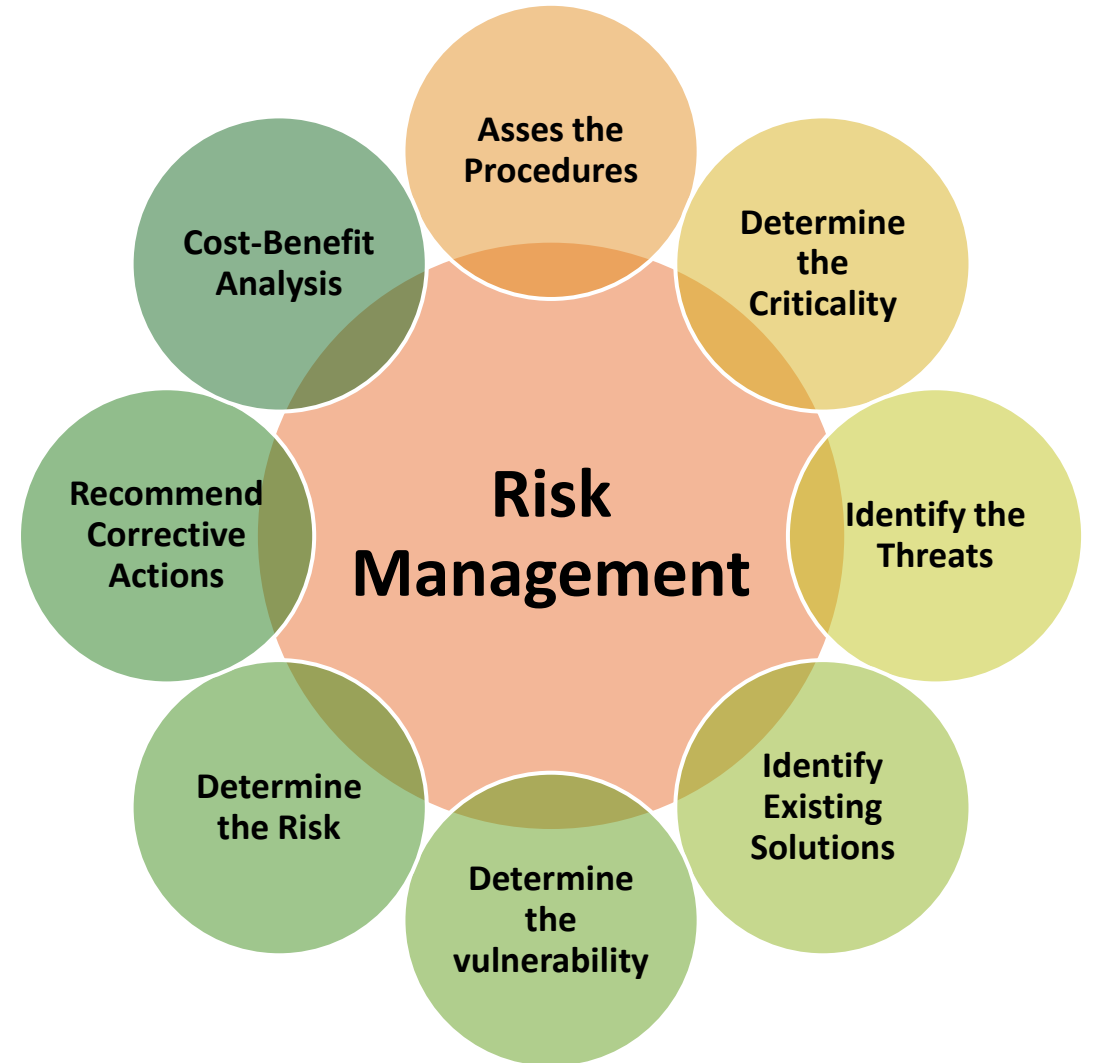 Asses the
Procedures
Determine
the
Criticality
Identify the
Threats
Identify
Existing
Solutions
Determine
the
vulnerability
Determine
the Risk
Recommend
Corrective
Actions
Cost-Benefit
Analysis
Risk
Management